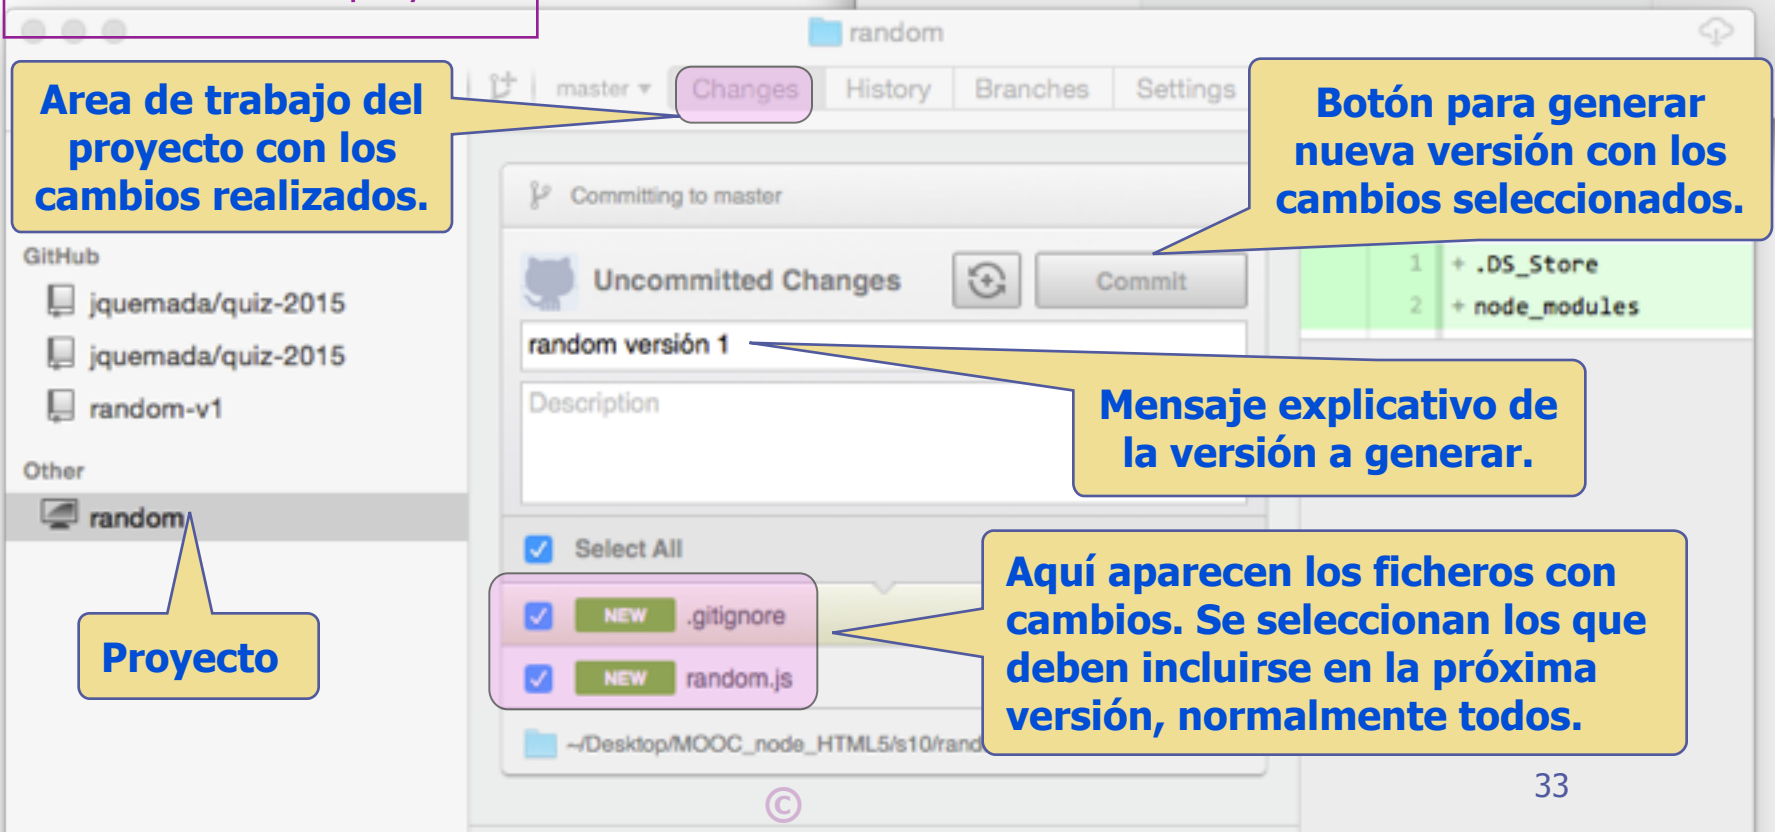 random
master
Changes
History
Branches
Settings
Area de trabajo del
proyecto con los
cambios realizados.
Botón para generar
nueva versión con los
cambios seleccionados.
Committing to master
GitHub
jquemada/quiz-2015
jquemada/quiz-2015
random-v1
Other
random
Proyecto
Uncommitted Changes
Commit
random versión 1
Description
Mensaje explicativo de
la versión a generar.
1 + .DS_Store
2 + node_modules
Select All
NEW .gitignore
NEW random.js
Aquí aparecen los ficheros con
cambios. Se seleccionan los que
deben incluirse en la próxima
versión, normalmente todos.
~/Desktop/MOOC_node_HTML5/s10/rand
©
33